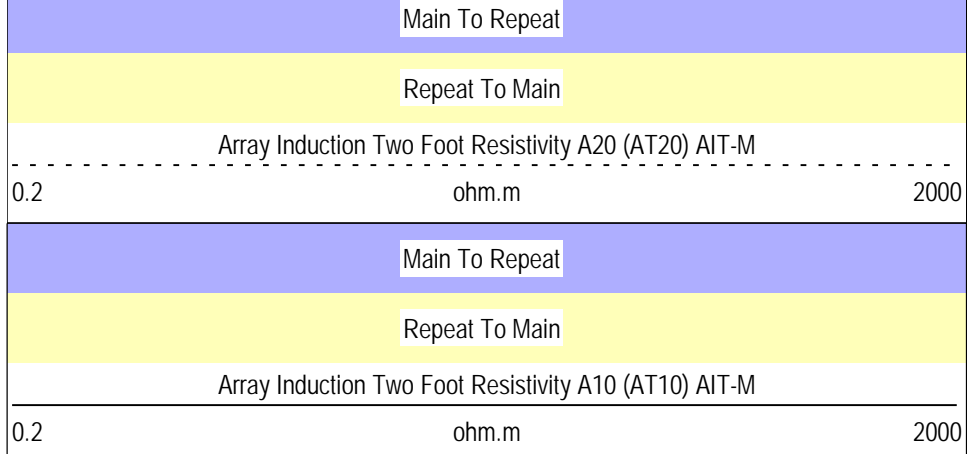 Main To Repeat
Repeat To Main
Array Induction Two Foot Resistivity A20 (AT20) AIT-M
0.2 ohm.m 2000
Main To Repeat
Repeat To Main
Array Induction Two Foot Resistivity A10 (AT10) AIT-M
0.2 ohm.m 2000